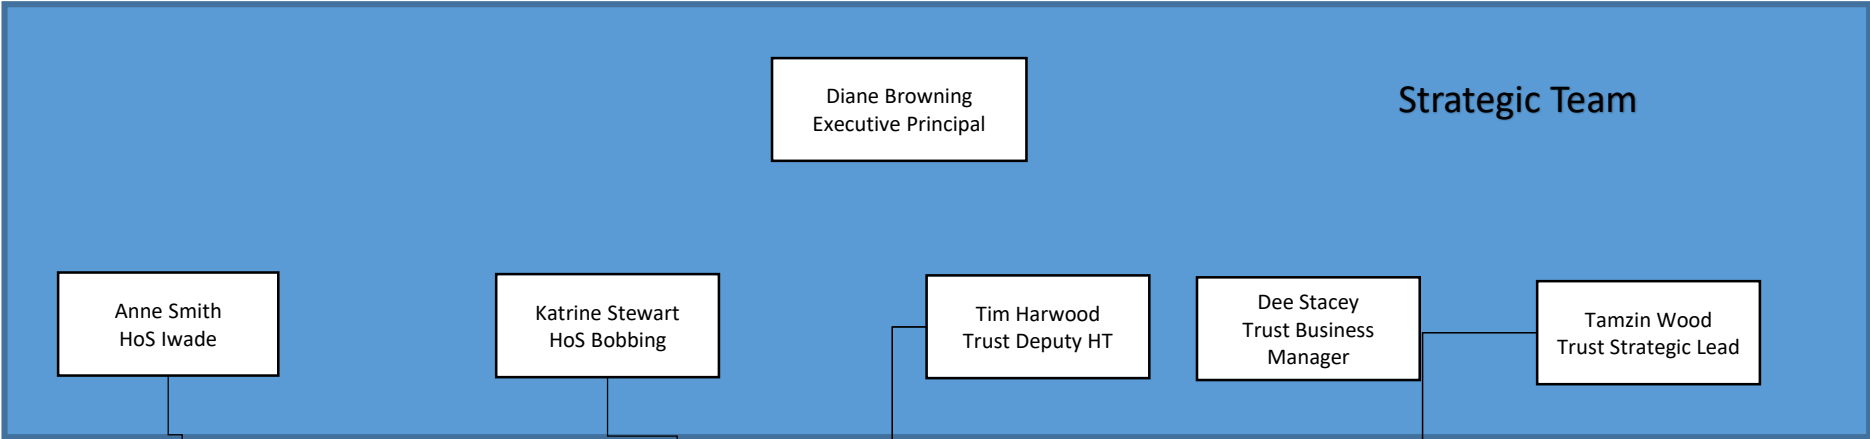 Diane Browning
Executive Principal
Strategic Team
Anne Smith
HoS Iwade
Katrine Stewart
HoS Bobbing
Tim Harwood
Trust Deputy HT
Dee Stacey
Trust Business
Manager
Tamzin Wood
Trust Strategic Lead